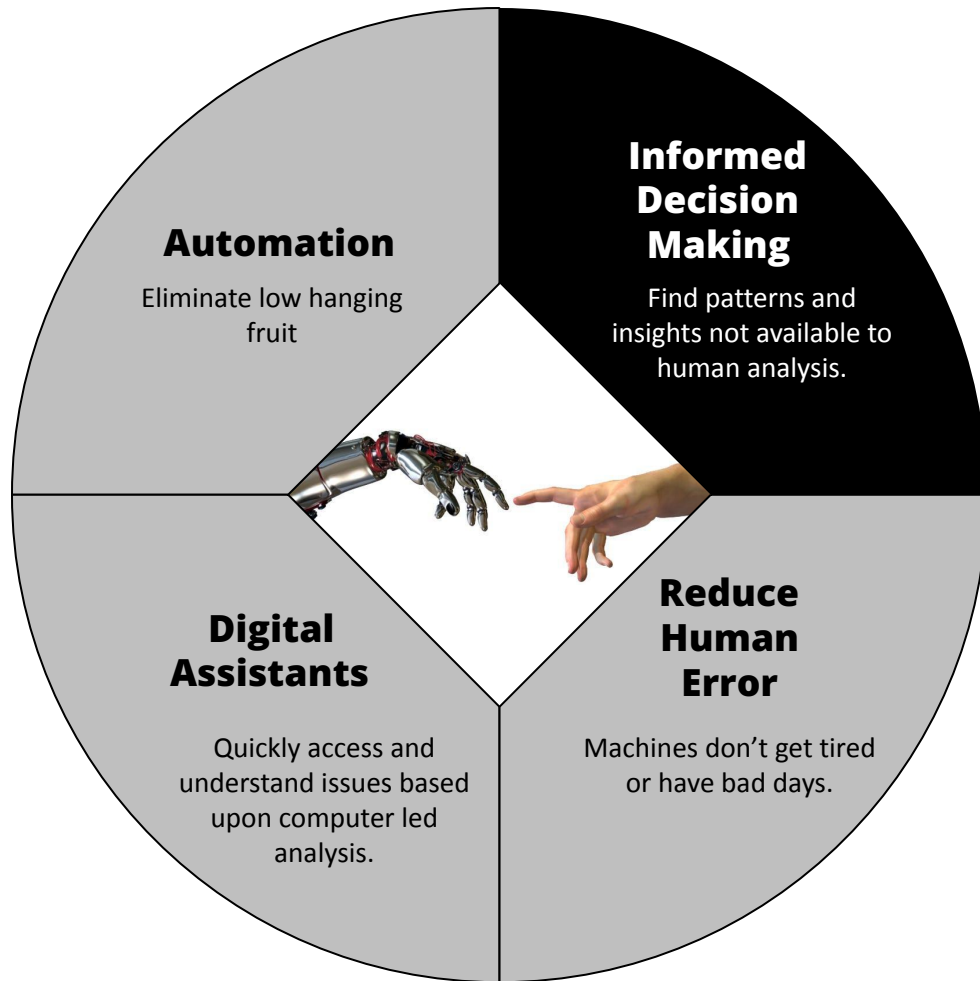 Automation
Eliminate low hanging
fruit
Informed
Decision
Making
Find patterns and
insights not available to
human analysis.
Digital
Assistants
Quickly access and
understand issues based
upon computer led
analysis.
Reduce
Human
Error
Machines don’t get tired
or have bad days.